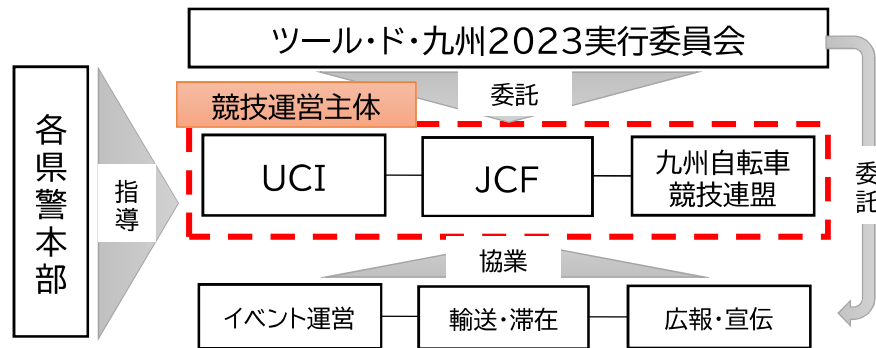 ツール・ド・九州2023実行委員会
委託
競技運営主体
各県警本部
指導
UCI
JCF
九州自転車
競技連盟
委託
協業
イベント運営
輸送・滞在
広報・宣伝